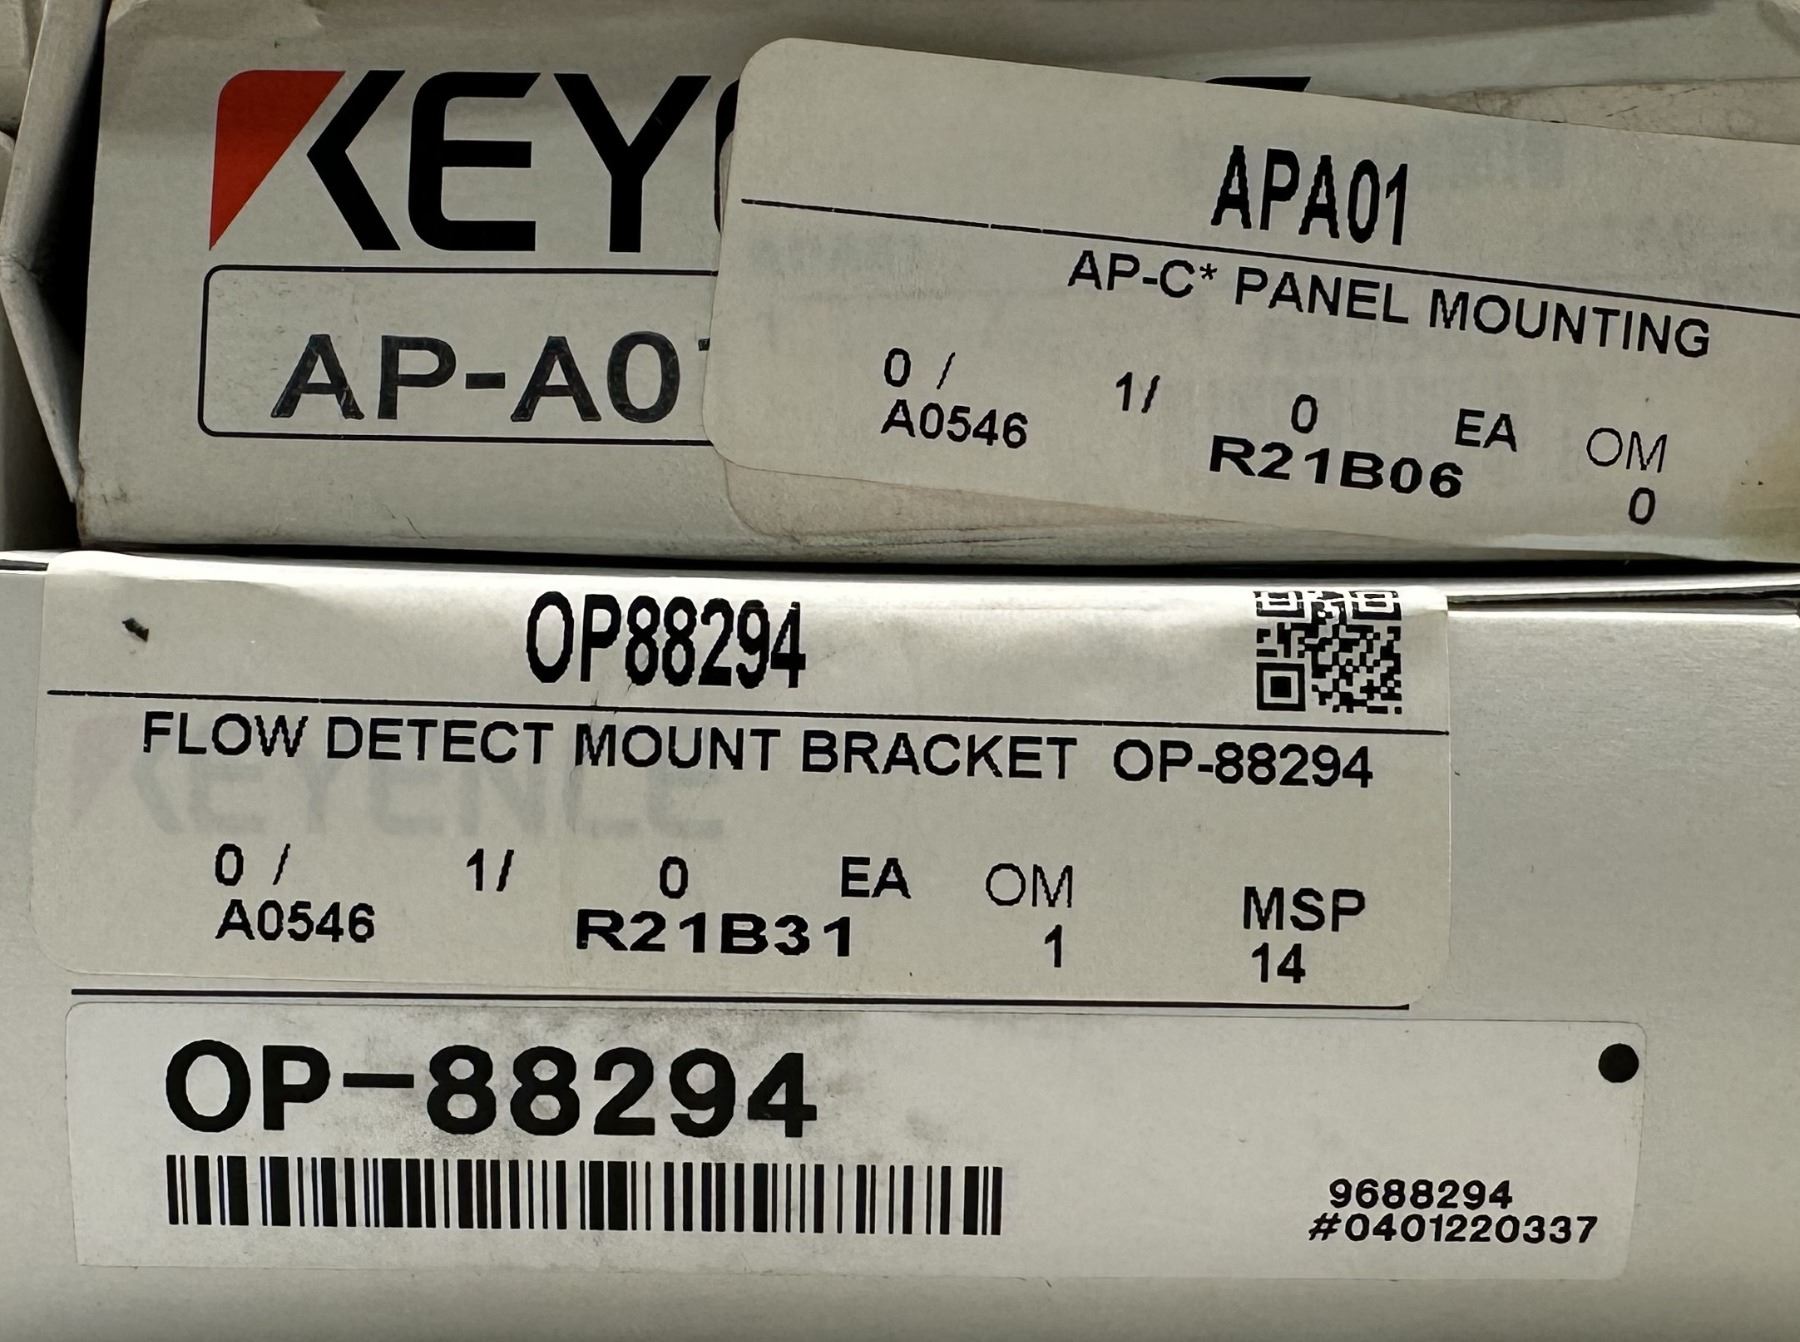 KEY
APA01
AP-C* PANEL MOUNTING
AP-A0
0 / 1/ 0 EA OM
A0546 R21B06 0
OP88294
FLOW DETECT MOUNT BRACKET OP-88294
KEYENCE
0 / 1/ 0 EA OM MSP
A0546 R21B31 1 14
OP-88294
9688294
#0401220337